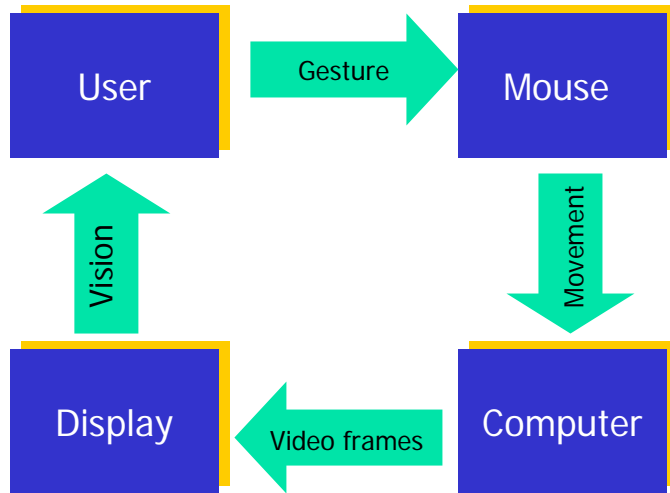 User
Gesture
Mouse
Vision
Movement
Display
Video frames
Computer